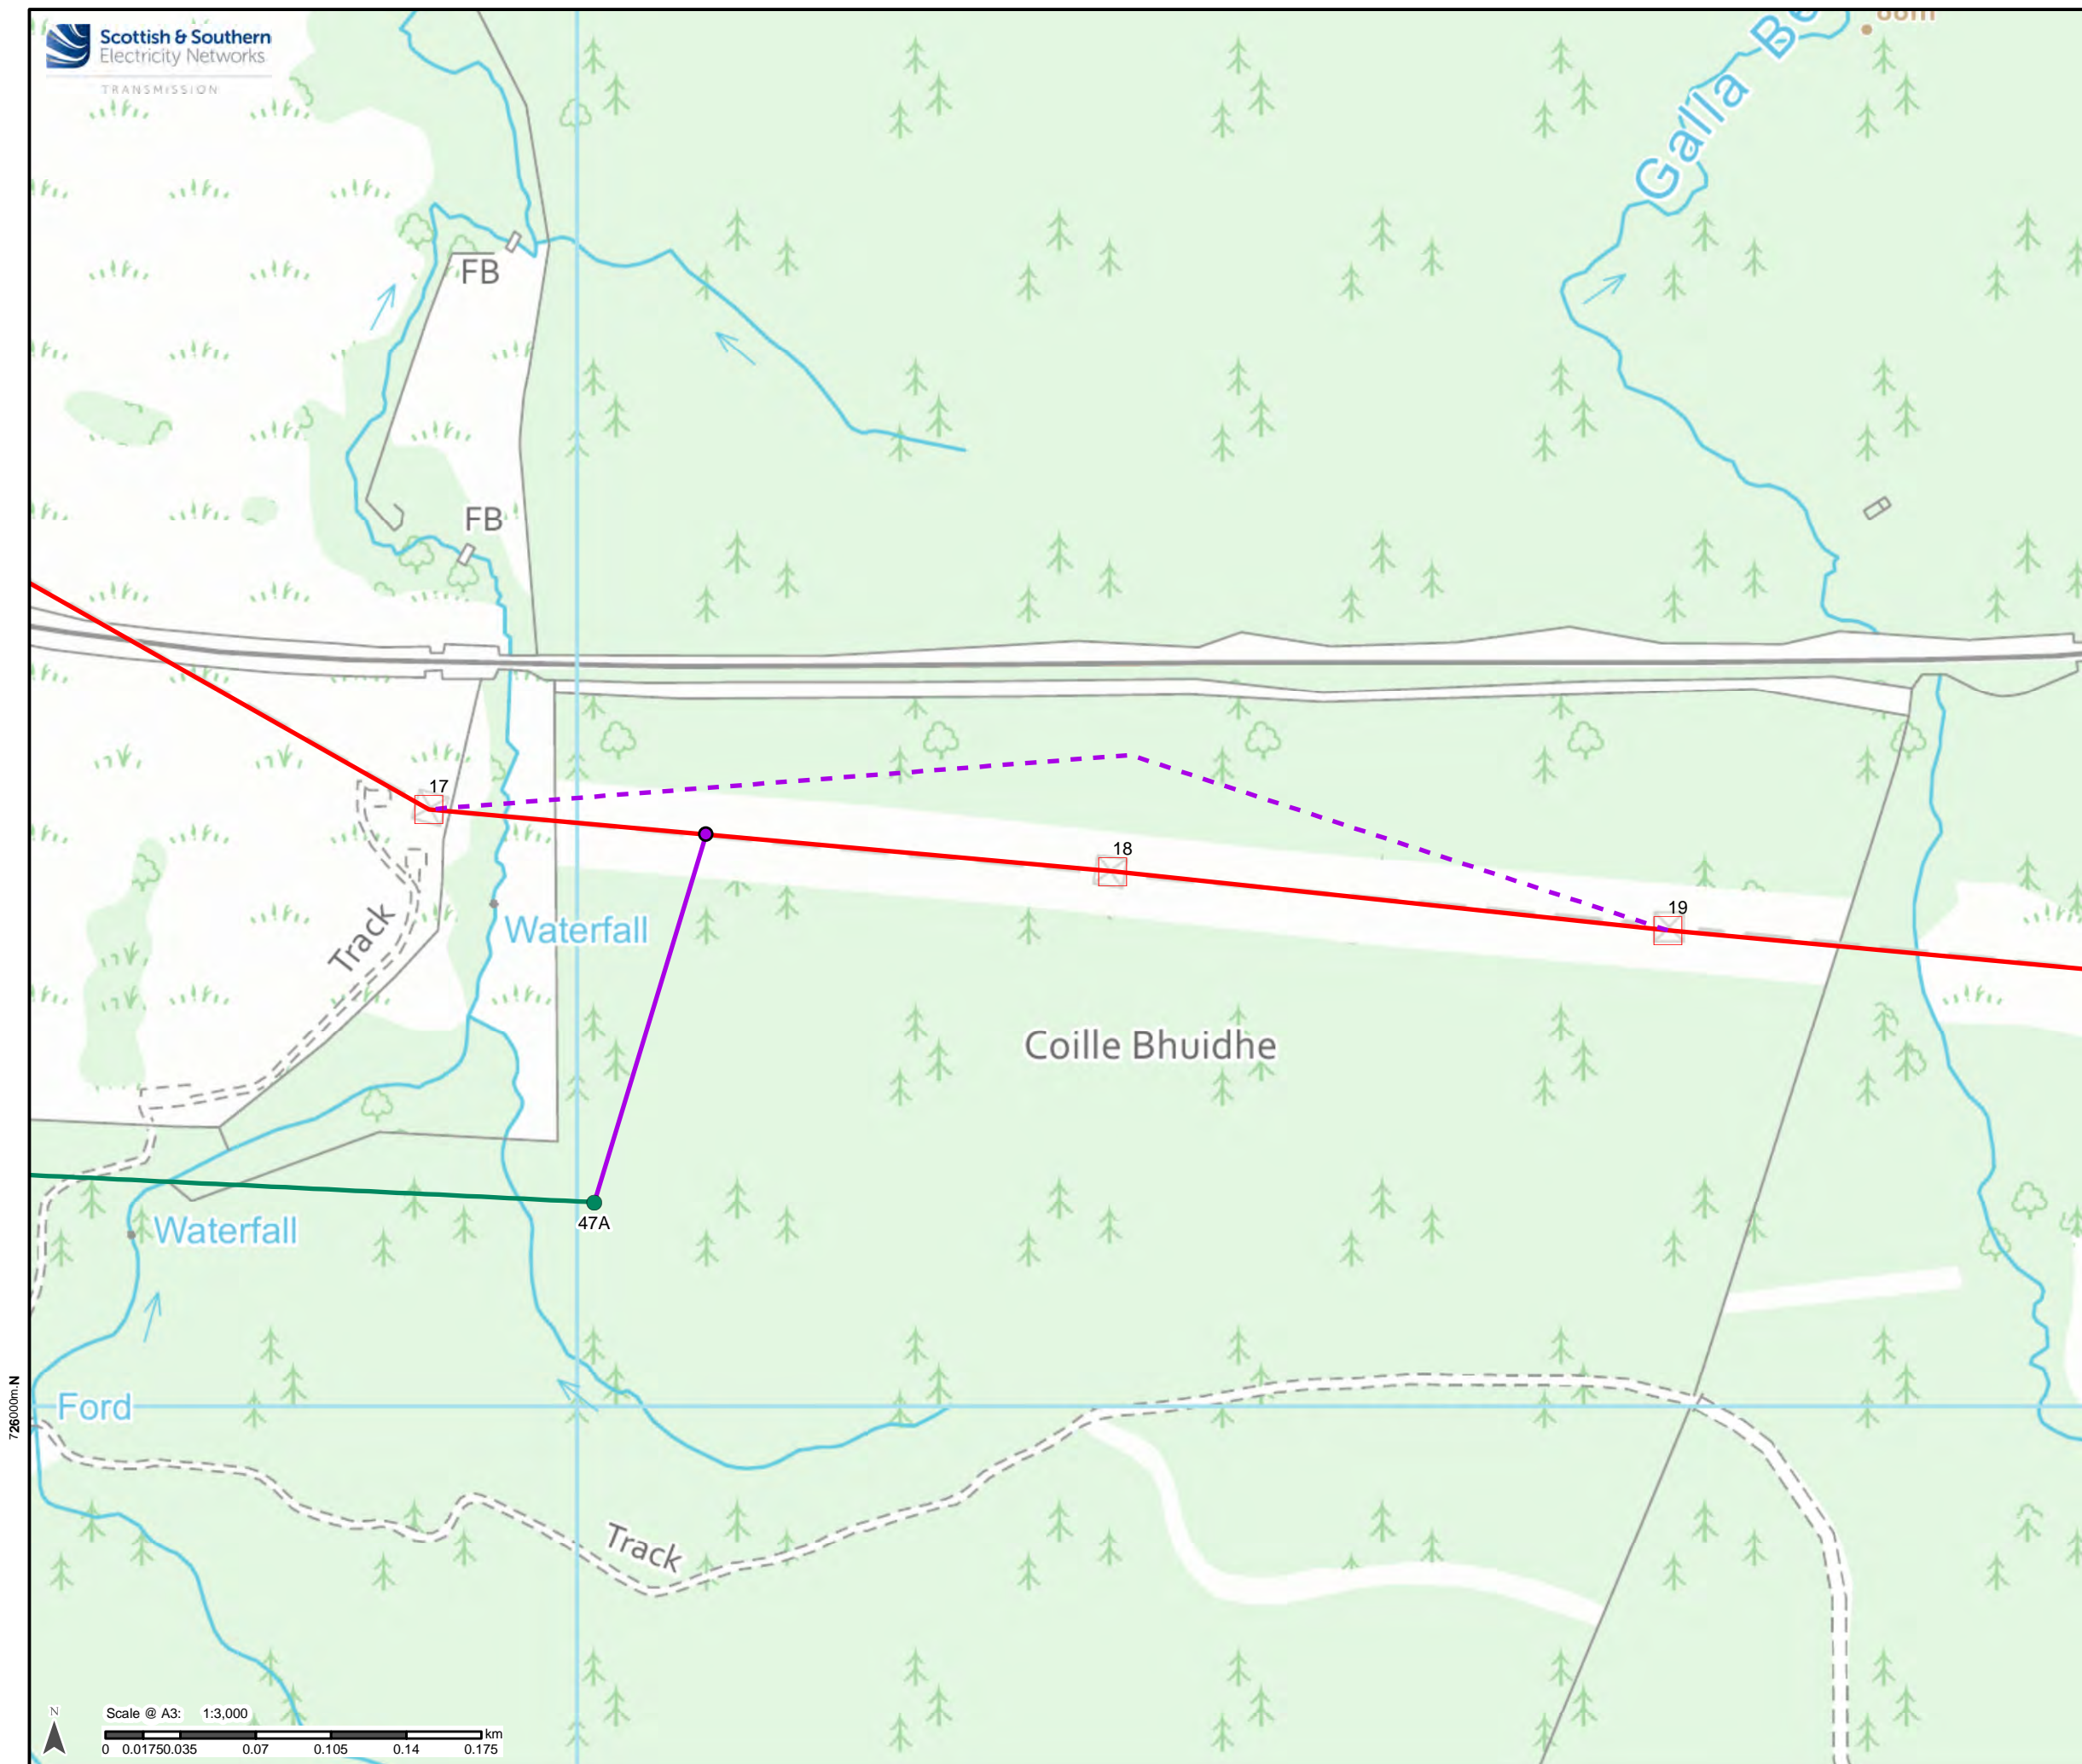 Scottish & Southern
Electricity Networks
TRANSMISSION
88m
Galla Be
FB
FB
17
18
19
Waterfall
Track
Coille Bhuidhe
47A
Waterfall
Ford
726000m.N
Track
N
Scale @ A3: 1:3,000
km
0 0.0175 0.035 0.07 0.105 0.14 0.175